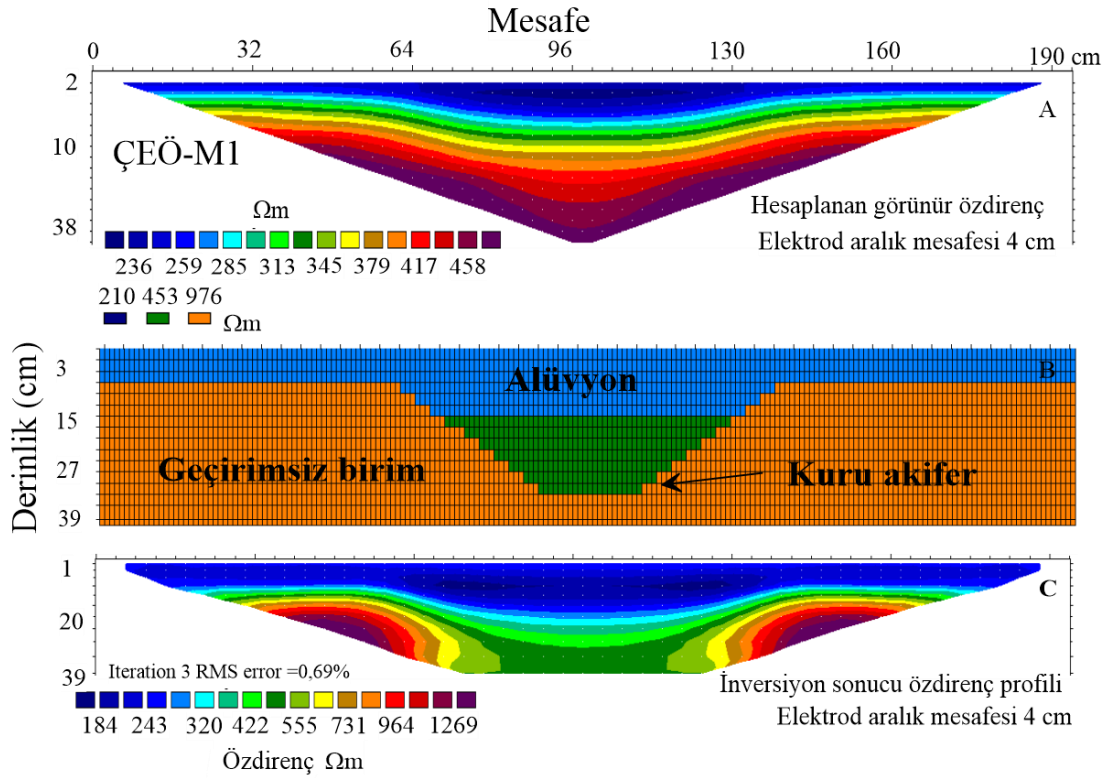 Mesafe
0 32 64 96 130 160 190 cm
2
A
10
ÇEÖ-M1
38
Ωm
Hesaplanan görünür özdirenç
Elektrod aralık mesafesi 4 cm
236 259 285 313 345 379 417 458
210 453 976
Ωm
Derinlik (cm)
3
B
Alüvyon
15
27
Geçirimsiz birim
Kuru akifer
39
1
C
20
39
Iteration 3 RMS error =0,69%
İnversiyon sonucu özdirenç profili
Elektrod aralık mesafesi 4 cm
184 243 320 422 555 731 964 1269
Özdirenç Ωm